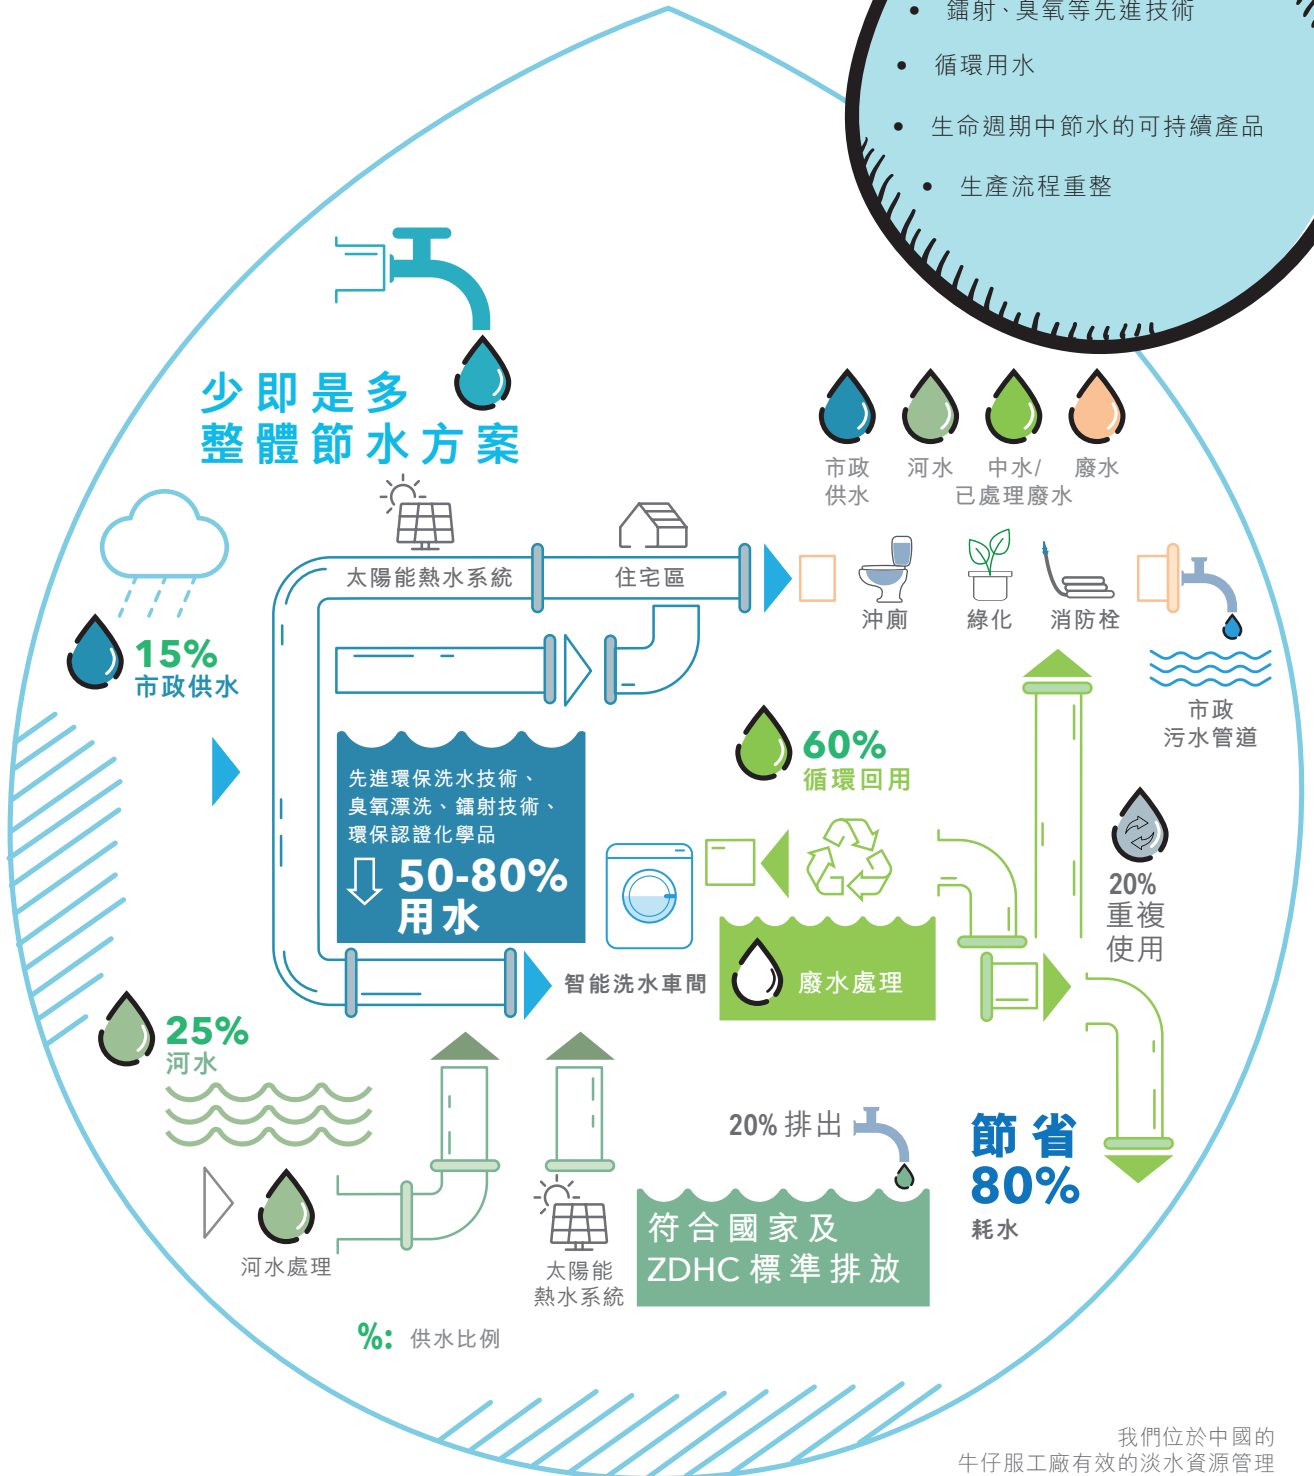 • 鐳射、臭氧等先進技術
• 循環用水
• 生命週期中節水的可持續產品
• 生產流程重整
少即是多
整體節水方案
市政
供水
河水
中水/
已處理廢水
廢水
太陽能熱水系統
住宅區
沖廁
綠化
消防栓
15%
市政供水
市政
污水管道
60%
循環回用
先進環保洗水技術、
臭氧漂洗、鐳射技術、
環保認證化學品
50-80%
用水
20%
重複
使用
智能洗水車間
廢水處理
25%
河水
20% 排出
節省
80%
耗水
符合國家及
ZDHC 標準排放
河水處理
太陽能
熱水系統
%: 供水比例
我們位於中國的
牛仔服工廠有效的淡水資源管理